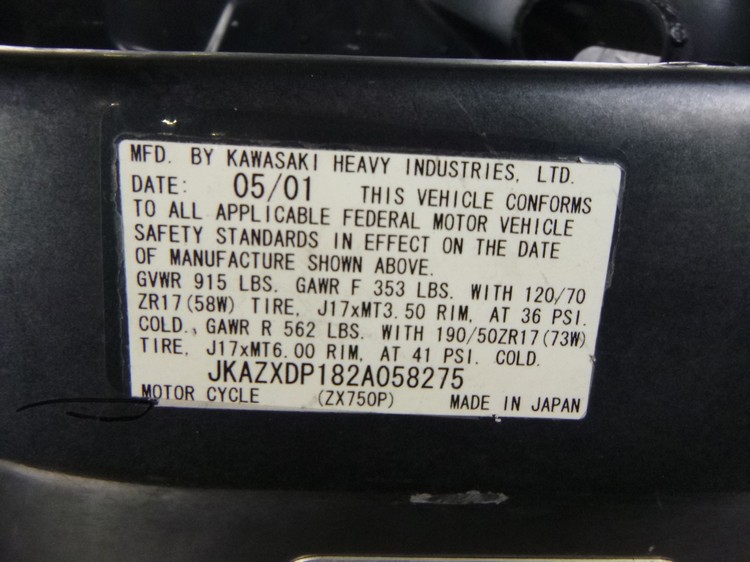 MFD. BY KAWASAKI HEAVY INDUSTRIES, LTD.
DATE: 05/01 THIS VEHICLE CONFORMS
TO ALL APPLICABLE FEDERAL MOTOR VEHICLE
SAFETY STANDARDS IN EFFECT ON THE DATE
OF MANUFACTURE SHOWN ABOVE.
GVWR 915 LBS. GAWR F 353 LBS. WITH 120/70
ZR17(58W) TIRE, J17xMT3.50 RIM, AT 36 PSI.
COLD., GAWR R 562 LBS. WITH 190/50ZR17(73W)
TIRE, J17xMT6.00 RIM, AT 41 PSI. COLD.
JKAZXDP182A058275
MOTOR CYCLE (ZX750P) MADE IN JAPAN